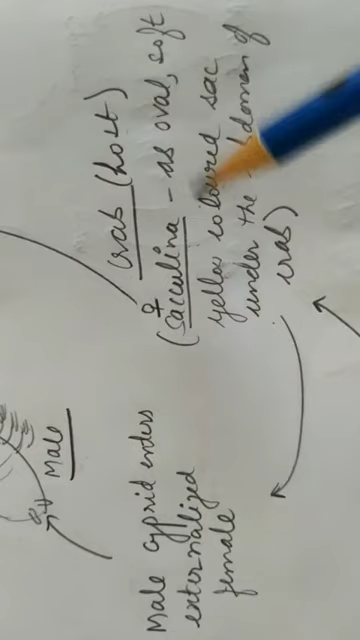 Crab (host)
(♀ Sacculina - as oval, soft
yellow coloured sac
under the domen of
crab)
Male
Male cyprid enters
externalized
female